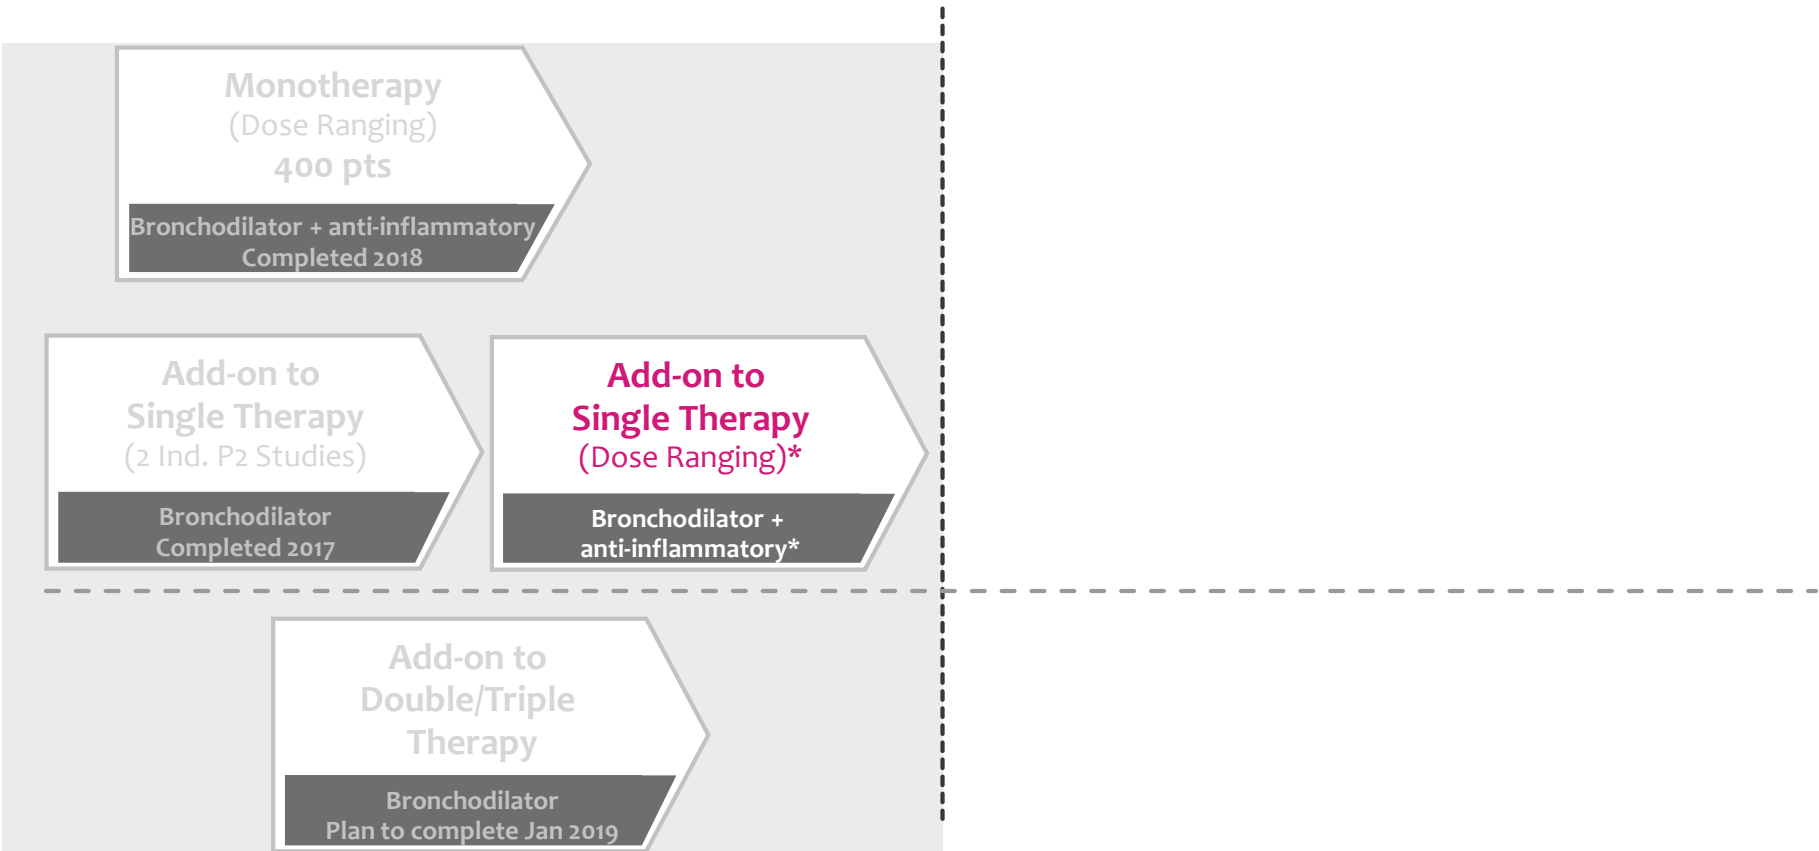 Monotherapy
(Dose Ranging)
400 pts
Bronchodilator + anti-inflammatory
Completed 2018
Add-on to
Single Therapy
(2 Ind. P2 Studies)
Bronchodilator
Completed 2017
Add-on to
Single Therapy
(Dose Ranging)*
Bronchodilator +
anti-inflammatory*
Add-on to
Double/Triple
Therapy
Bronchodilator
Plan to complete Jan 2019